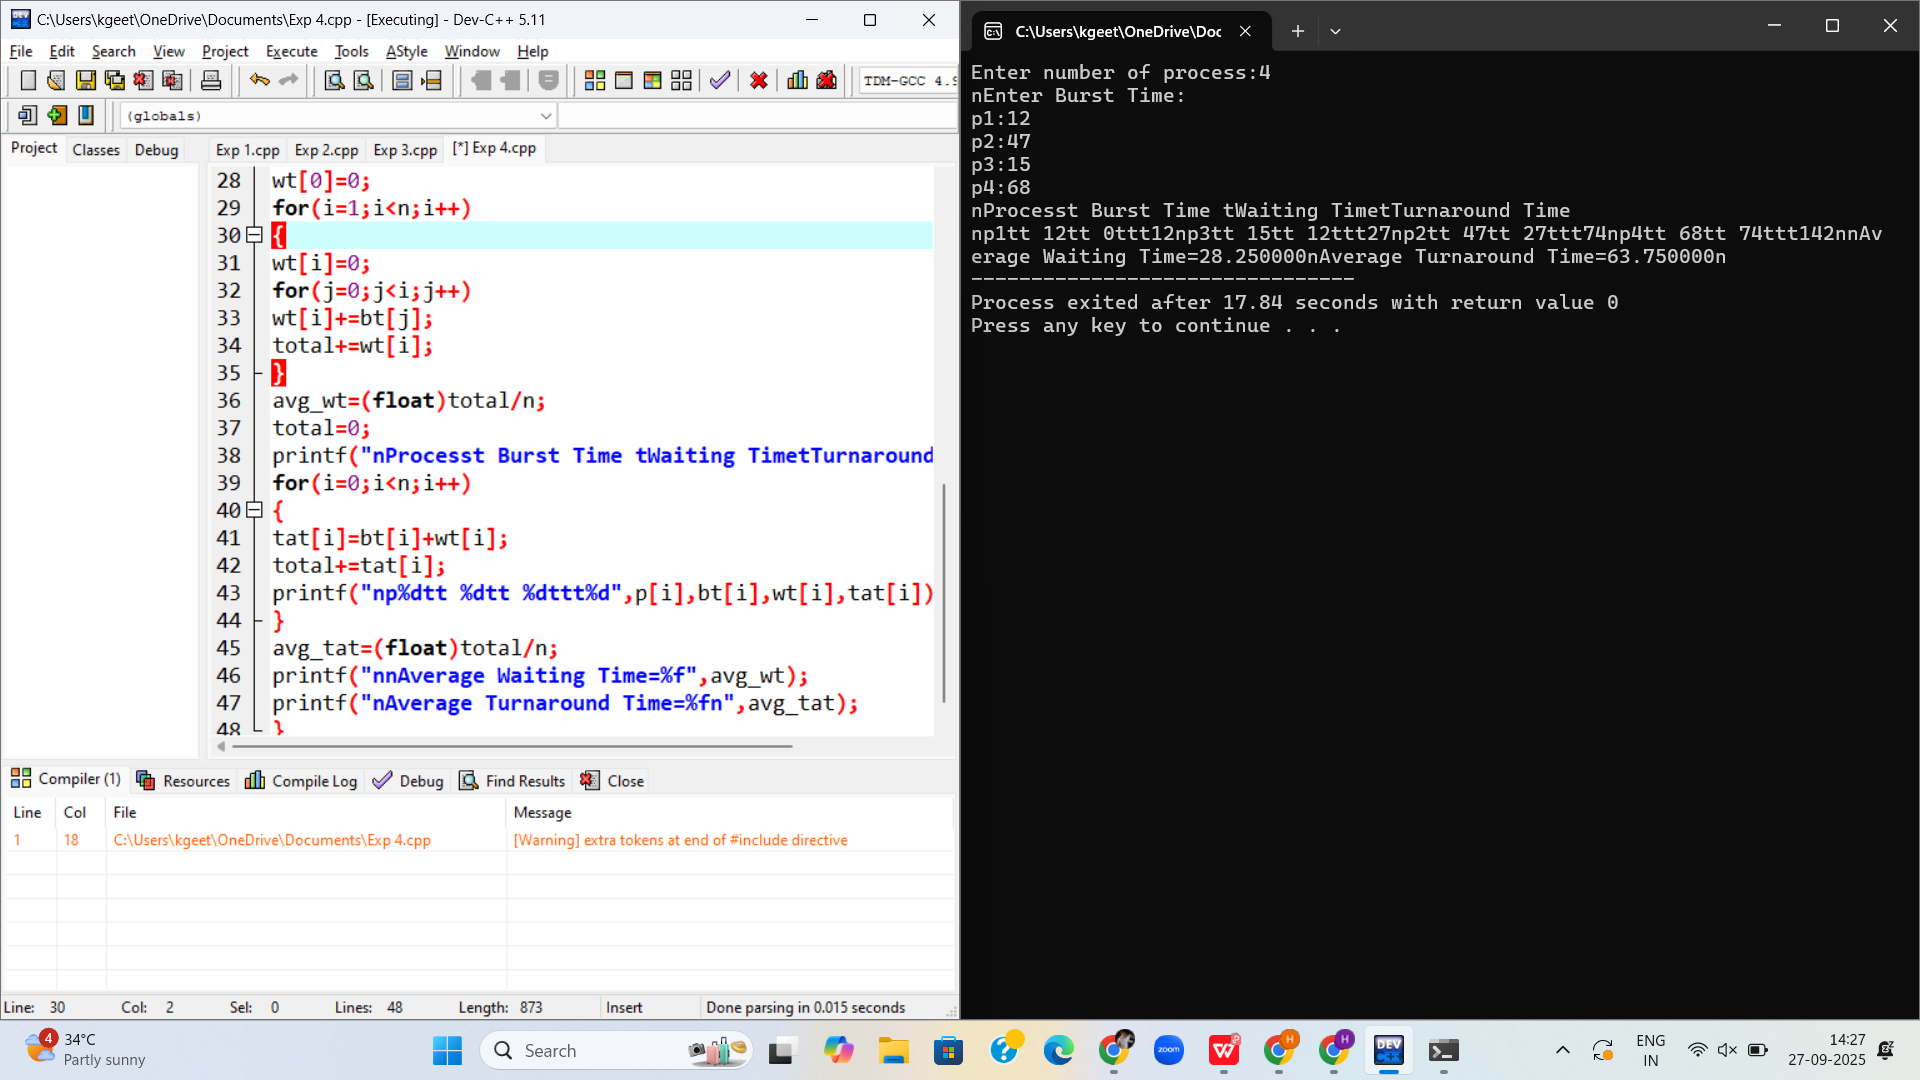 C:\Users\kgeet\OneDrive\Documents\Exp 4.cpp - [Executing] - Dev-C++ 5.11
File Edit Search View Project Execute Tools AStyle Window Help
TDM-GCC 4.9
(globals)
Project Classes Debug
Exp 1.cpp Exp 2.cpp Exp 3.cpp [*] Exp 4.cpp
28 wt[0]=0;
29 for(i=1;i<n;i++)
30 {
31 wt[i]=0;
32 for(j=0;j<i;j++)
33 wt[i]+=bt[j];
34 total+=wt[i];
35 }
36 avg_wt=(float)total/n;
37 total=0;
38 printf("nProcesst Burst Time tWaiting TimetTurnaround
39 for(i=0;i<n;i++)
40 {
41 tat[i]=bt[i]+wt[i];
42 total+=tat[i];
43 printf("np%dtt %dtt %dttt%d",p[i],bt[i],wt[i],tat[i])
44 }
45 avg_tat=(float)total/n;
46 printf("nnAverage Waiting Time=%f",avg_wt);
47 printf("nAverage Turnaround Time=%fn",avg_tat);
48 }
Compiler (1) Resources Compile Log Debug Find Results Close
Line Col File Message
1 18 C:\Users\kgeet\OneDrive\Documents\Exp 4.cpp [Warning] extra tokens at end of #include directive
Line: 30 Col: 2 Sel: 0 Lines: 48 Length: 873 Insert Done parsing in 0.015 seconds
C:\Users\kgeet\OneDrive\Doc
Enter number of process:4
nEnter Burst Time:
p1:12
p2:47
p3:15
p4:68
nProcesst Burst Time tWaiting TimetTurnaround Time
np1tt 12tt 0ttt12np3tt 15tt 12ttt27np2tt 47tt 27ttt74np4tt 68tt 74ttt142nnAv
erage Waiting Time=28.250000nAverage Turnaround Time=63.750000n
--------------------------------
Process exited after 17.84 seconds with return value 0
Press any key to continue . . .
4
34°C
Partly sunny
Search
zoom
H
H
DEV
C++
ENG
IN
14:27
27-09-2025